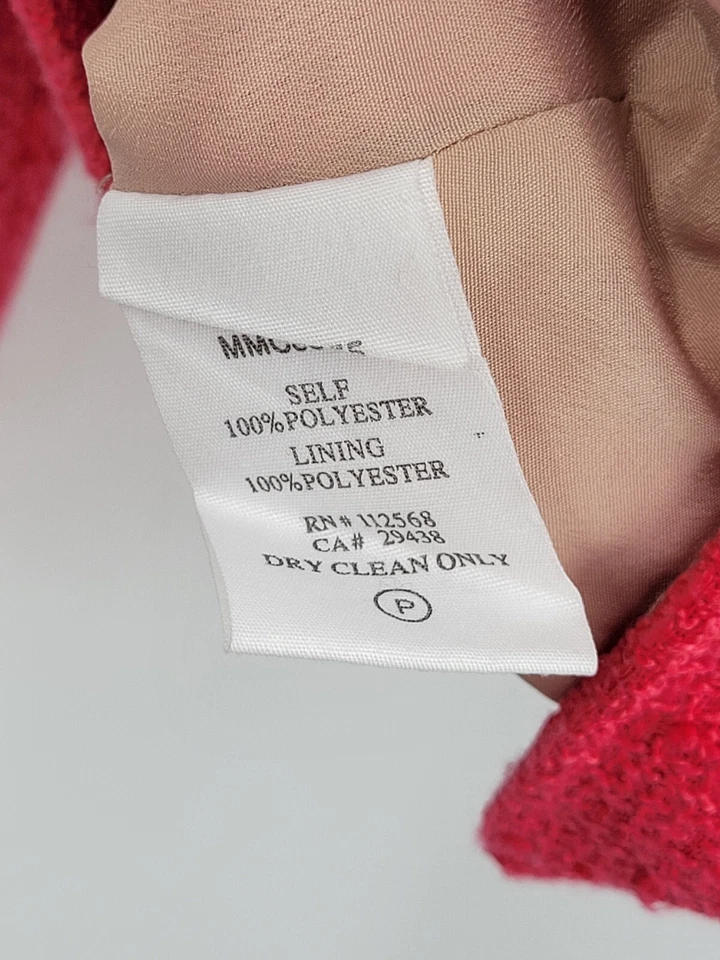 SELF
100%POLYESTER
LINING
100%POLYESTER
RN# 112568
CA# 29438
DRY CLEAN ONLY
P